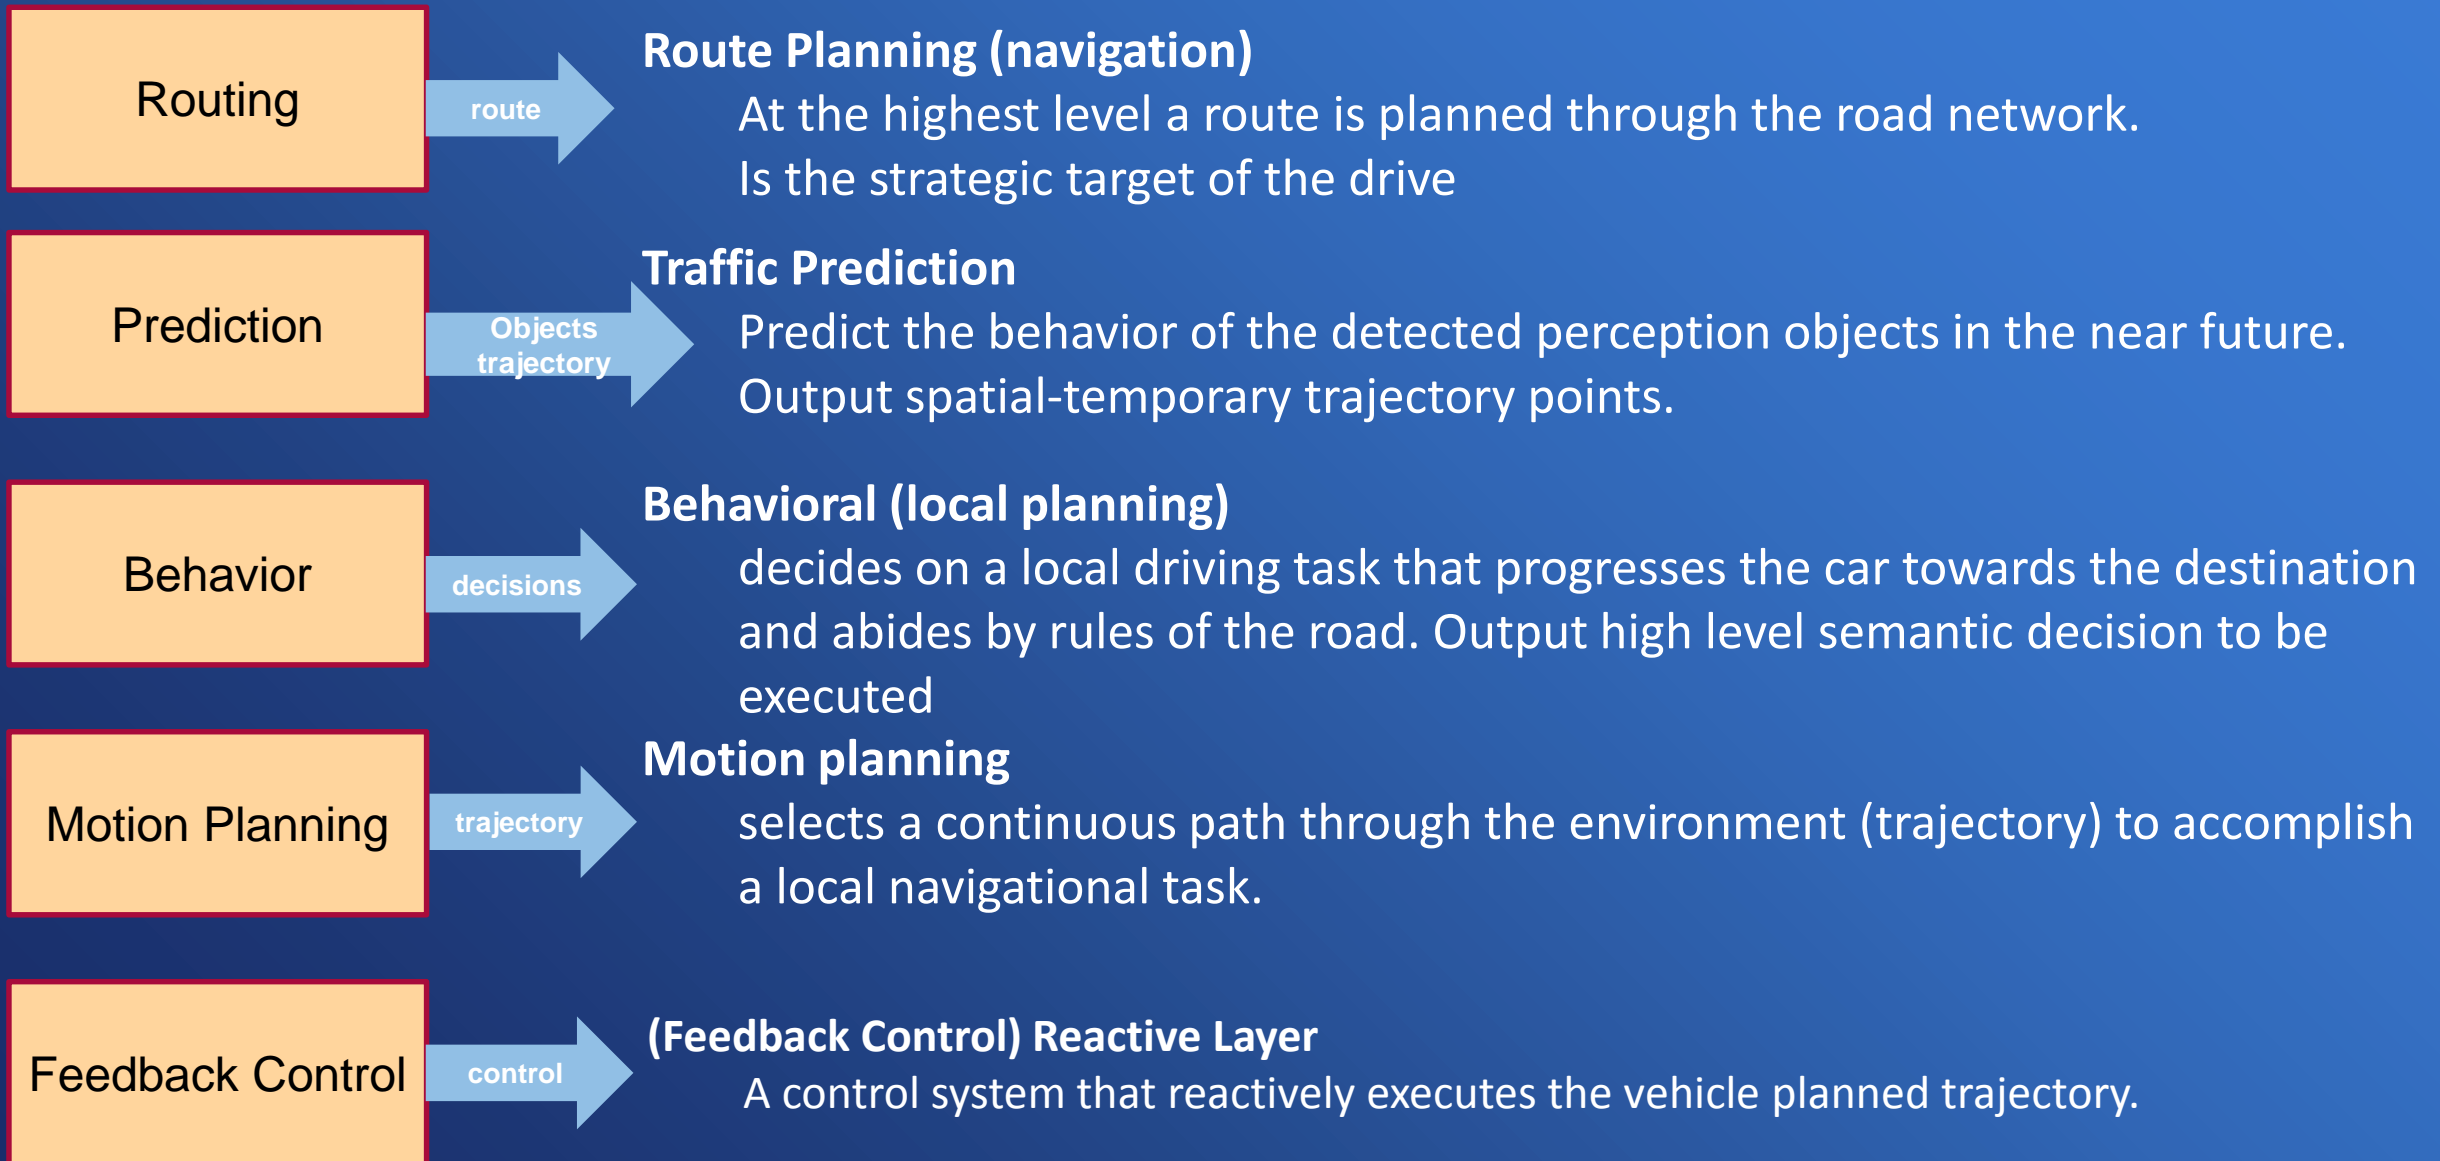 Routing
route
Route Planning (navigation)
At the highest level a route is planned through the road network.
Is the strategic target of the drive
Prediction
Objects
trajectory
Traffic Prediction
Predict the behavior of the detected perception objects in the near future.
Output spatial-temporary trajectory points.
Behavior
decisions
Behavioral (local planning)
decides on a local driving task that progresses the car towards the destination
and abides by rules of the road. Output high level semantic decision to be
executed
Motion Planning
trajectory
Motion planning
selects a continuous path through the environment (trajectory) to accomplish
a local navigational task.
Feedback Control
control
(Feedback Control) Reactive Layer
A control system that reactively executes the vehicle planned trajectory.